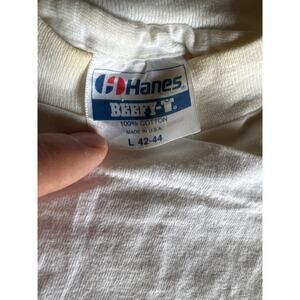 Hanes
BEEFY-T®
100% COTTON
MADE IN U.S.A.
L 42-44